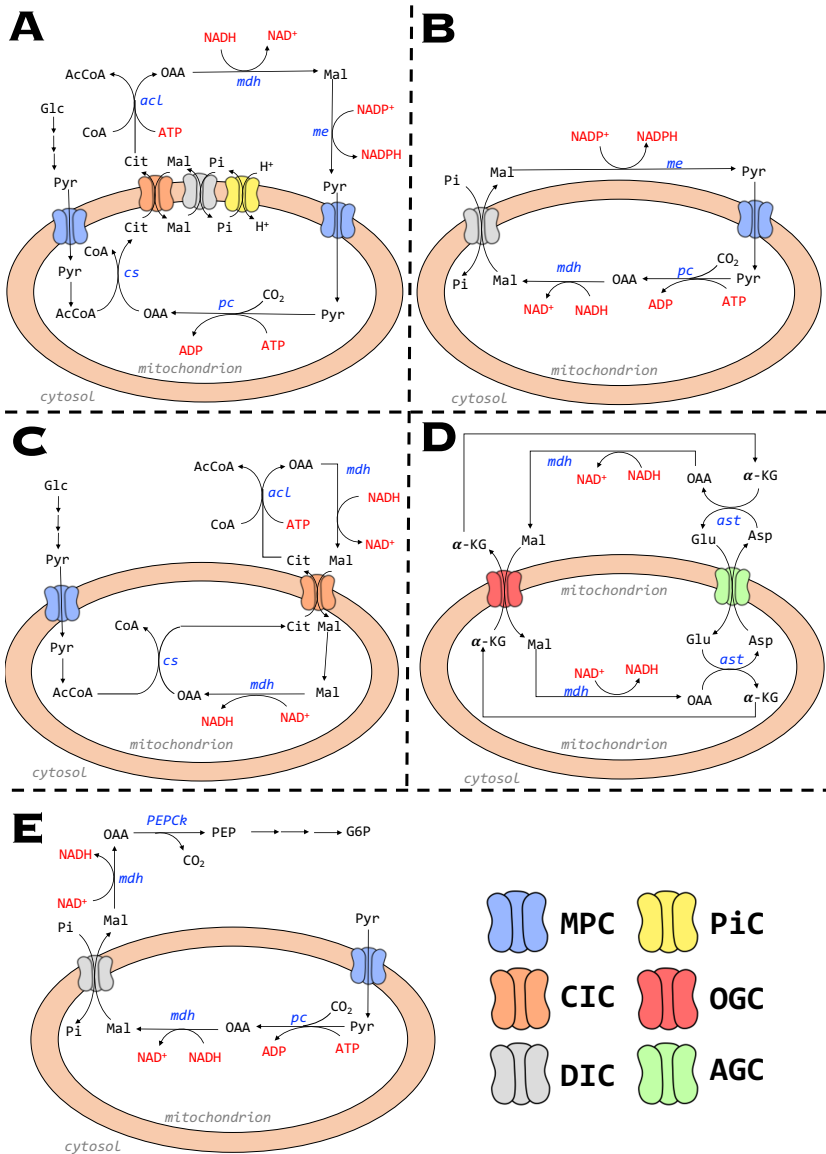 A
NADH NAD⁺
AcCoA OAA mdh Mal
acl
Glc
CoA ATP
NADP⁺
me
NADPH
Cit Mal Pi H⁺
Pyr Pyr
Cit Mal Pi H⁺
CoA
Pyr cs
AcCoA OAA pc CO₂ Pyr
ADP ATP
mitochondrion
cytosol
B
NADP⁺ NADPH
Pi Mal me Pyr
Pi Mal mdh OAA pc CO₂ Pyr
NAD⁺ NADH ADP ATP
mitochondrion
cytosol
C
AcCoA OAA mdh
Glc acl NADH
CoA ATP
NAD⁺
Pyr Cit Mal
CoA Cit Mal
Pyr cs
AcCoA OAA mdh Mal
NADH NAD⁺
mitochondrion
cytosol
D
mdh OAA α-KG
NAD⁺ NADH
ast
α-KG Mal Glu Asp
mitochondrion
α-KG Mal Glu Asp
NAD⁺ NADH ast
mdh OAA α-KG
mitochondrion
cytosol
E
PEPCk
OAA PEP G6P
CO₂
NADH
mdh
NAD⁺
Pi Mal Pyr
Pi Mal mdh OAA pc CO₂ Pyr
NAD⁺ NADH ADP ATP
mitochondrion
cytosol
MPC PiC
CIC OGC
DIC AGC